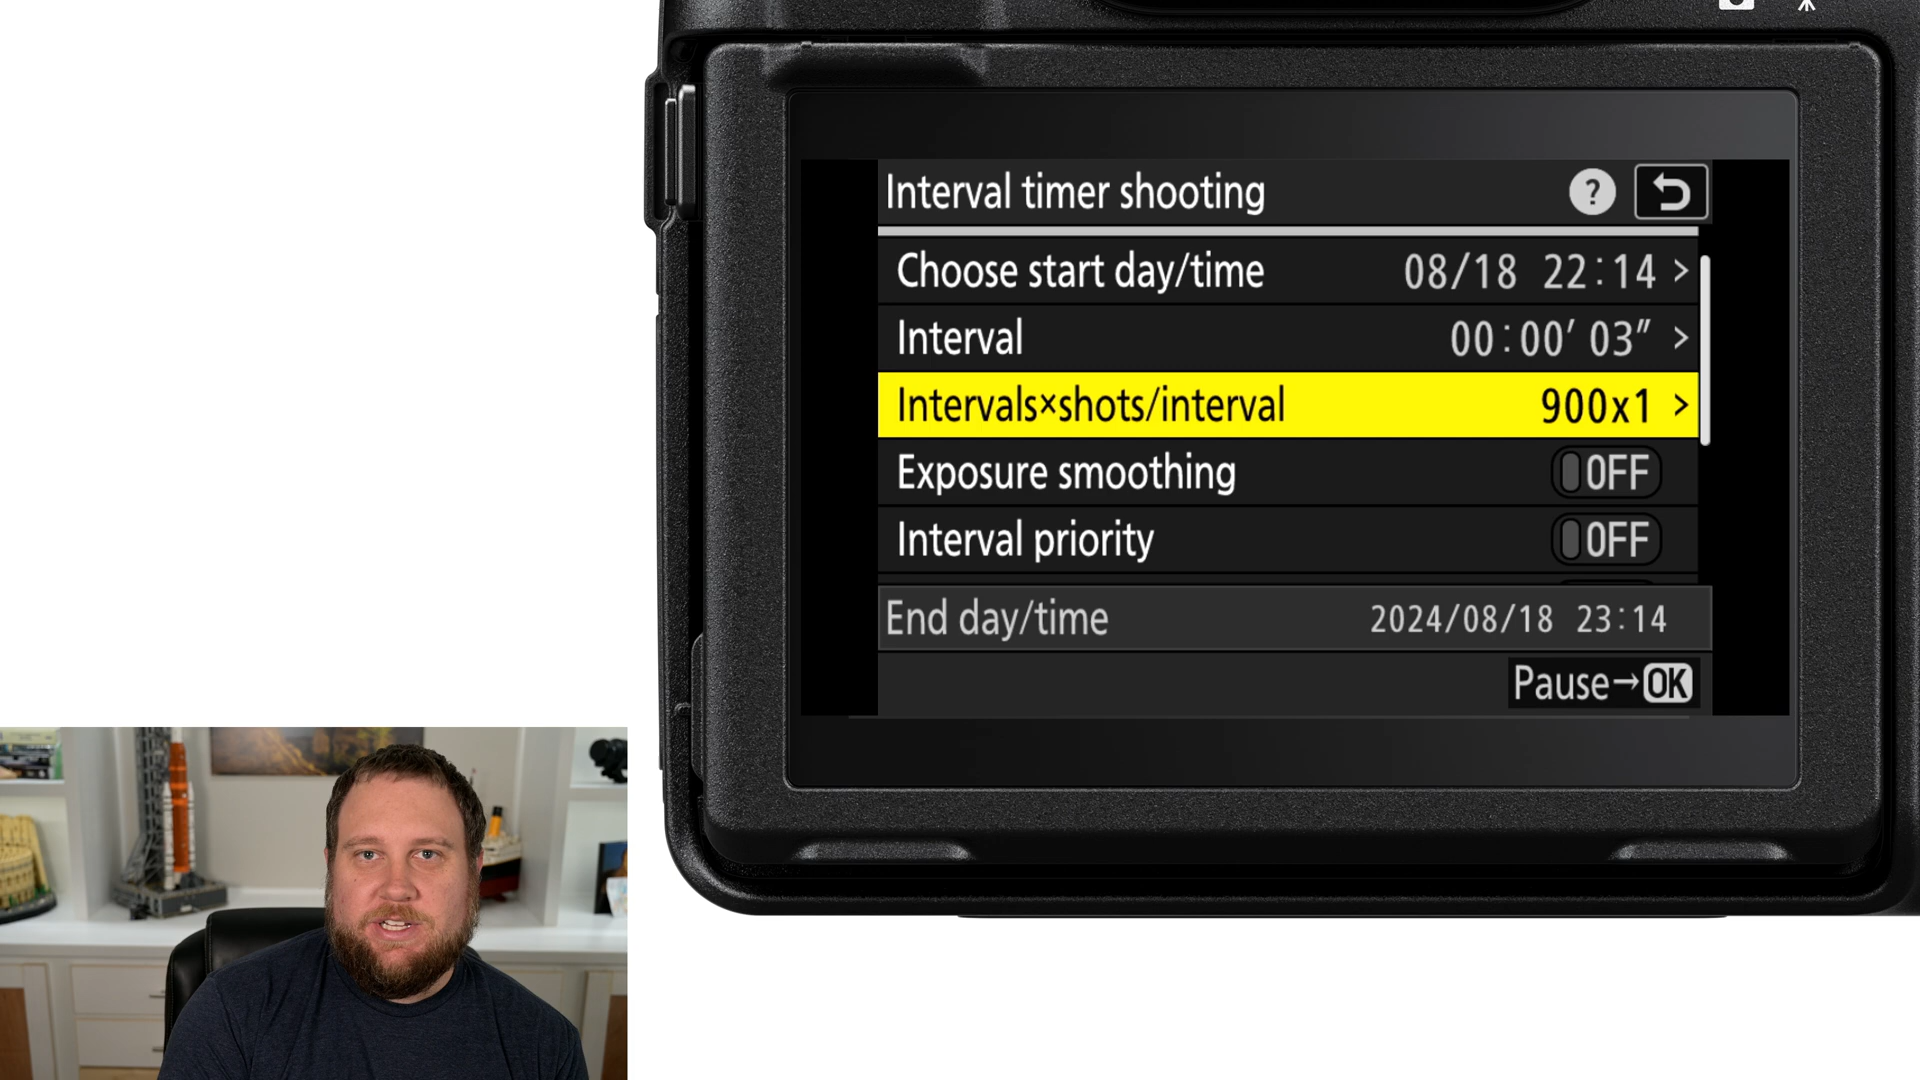 Interval timer shooting ?
Choose start day/time 08/18 22:14 >
Interval 00:00′ 03″ >
Intervals×shots/interval 900x1 >
Exposure smoothing OFF
Interval priority OFF
End day/time 2024/08/18 23:14
Pause→OK